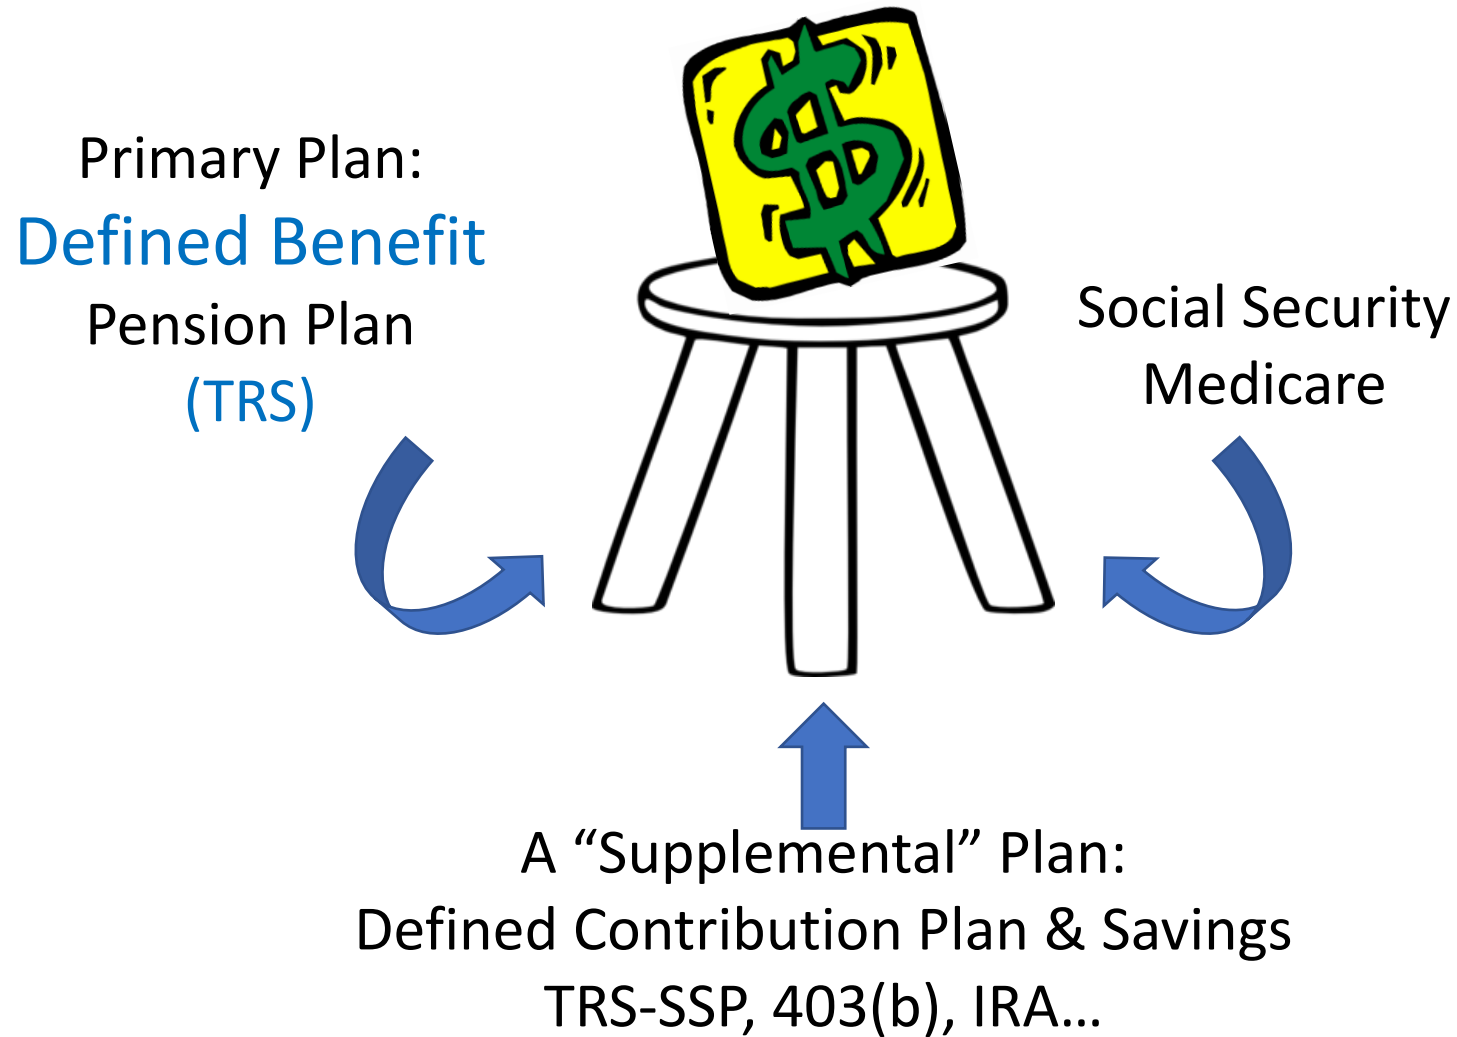 Primary Plan:
Defined Benefit
Pension Plan
(TRS)
$
Social Security
Medicare
A “Supplemental” Plan:
Defined Contribution Plan & Savings
TRS-SSP, 403(b), IRA…